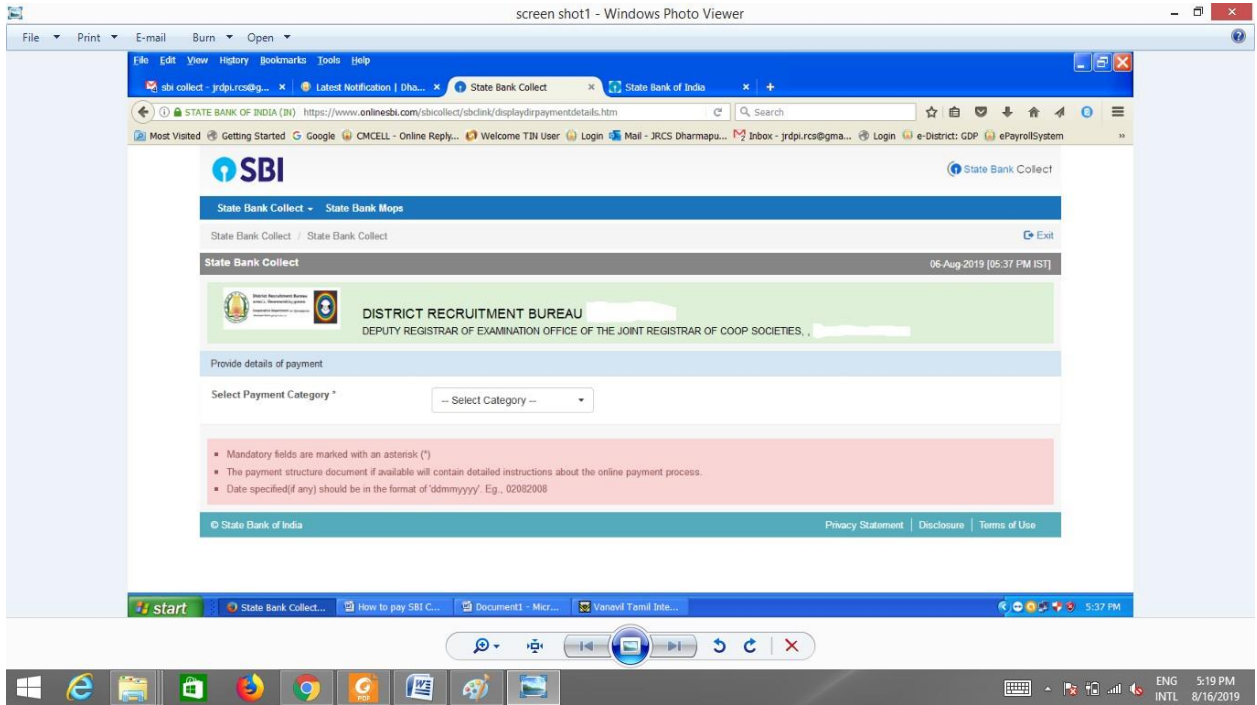 screen shot1 - Windows Photo Viewer
File Print E-mail Burn Open
File Edit View History Bookmarks Tools Help
sbi collect - jrdpi.rcs@g... × Latest Notification | Dha... × State Bank Collect × State Bank of India × +
STATE BANK OF INDIA (IN) https://www.onlinesbi.com/sbicollect/sbclink/displaydirpaymentdetails.htm Search
Most Visited Getting Started Google CMCELL - Online Reply... Welcome TIN User Login Mail - JRCS Dharmapu... Inbox - jrdpi.rcs@gma... Login e-District: GDP ePayrollSystem
SBI
State Bank Collect
State Bank Collect State Bank Mops
State Bank Collect / State Bank Collect Exit
State Bank Collect 06-Aug-2019 [05:37 PM IST]
District Recruitment Bureau
DISTRICT RECRUITMENT BUREAU
DEPUTY REGISTRAR OF EXAMINATION OFFICE OF THE JOINT REGISTRAR OF COOP SOCIETIES, ,
Provide details of payment
Select Payment Category * -- Select Category --
Mandatory fields are marked with an asterisk (*)
The payment structure document if available will contain detailed instructions about the online payment process.
Date specified(if any) should be in the format of 'ddmmyyyy'. Eg., 02082008
© State Bank of India Privacy Statement | Disclosure | Terms of Use
start State Bank Collect... How to pay SBI C... Document1 - Micr... Vanavil Tamil Inte... 5:37 PM
PDF
ENG 5:19 PM
INTL 8/16/2019